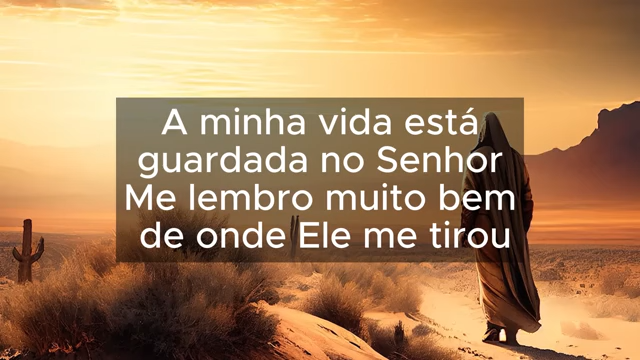 A minha vida está
guardada no Senhor
Me lembro muito bem
de onde Ele me tirou